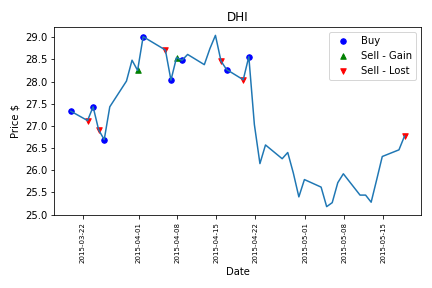 DHI
Buy
Sell - Gain
Sell - Lost
Price $
29.0
28.5
28.0
27.5
27.0
26.5
26.0
25.5
25.0
2015-03-22
2015-04-01
2015-04-08
2015-04-15
2015-04-22
2015-05-01
2015-05-08
2015-05-15
Date